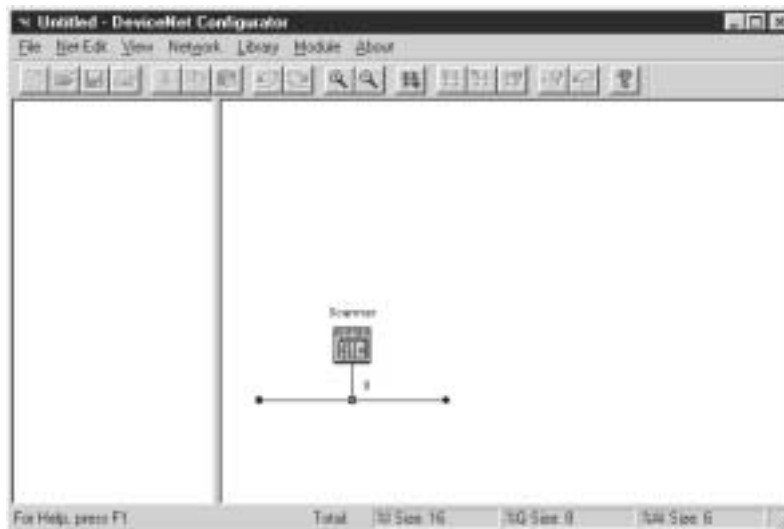 Untitled - DeviceNet Configurator
File Net Edit View Network Library Module About
Scanner
For Help, press F1 Total: %I Size: 16 %Q Size: 0 %AI Size: 6